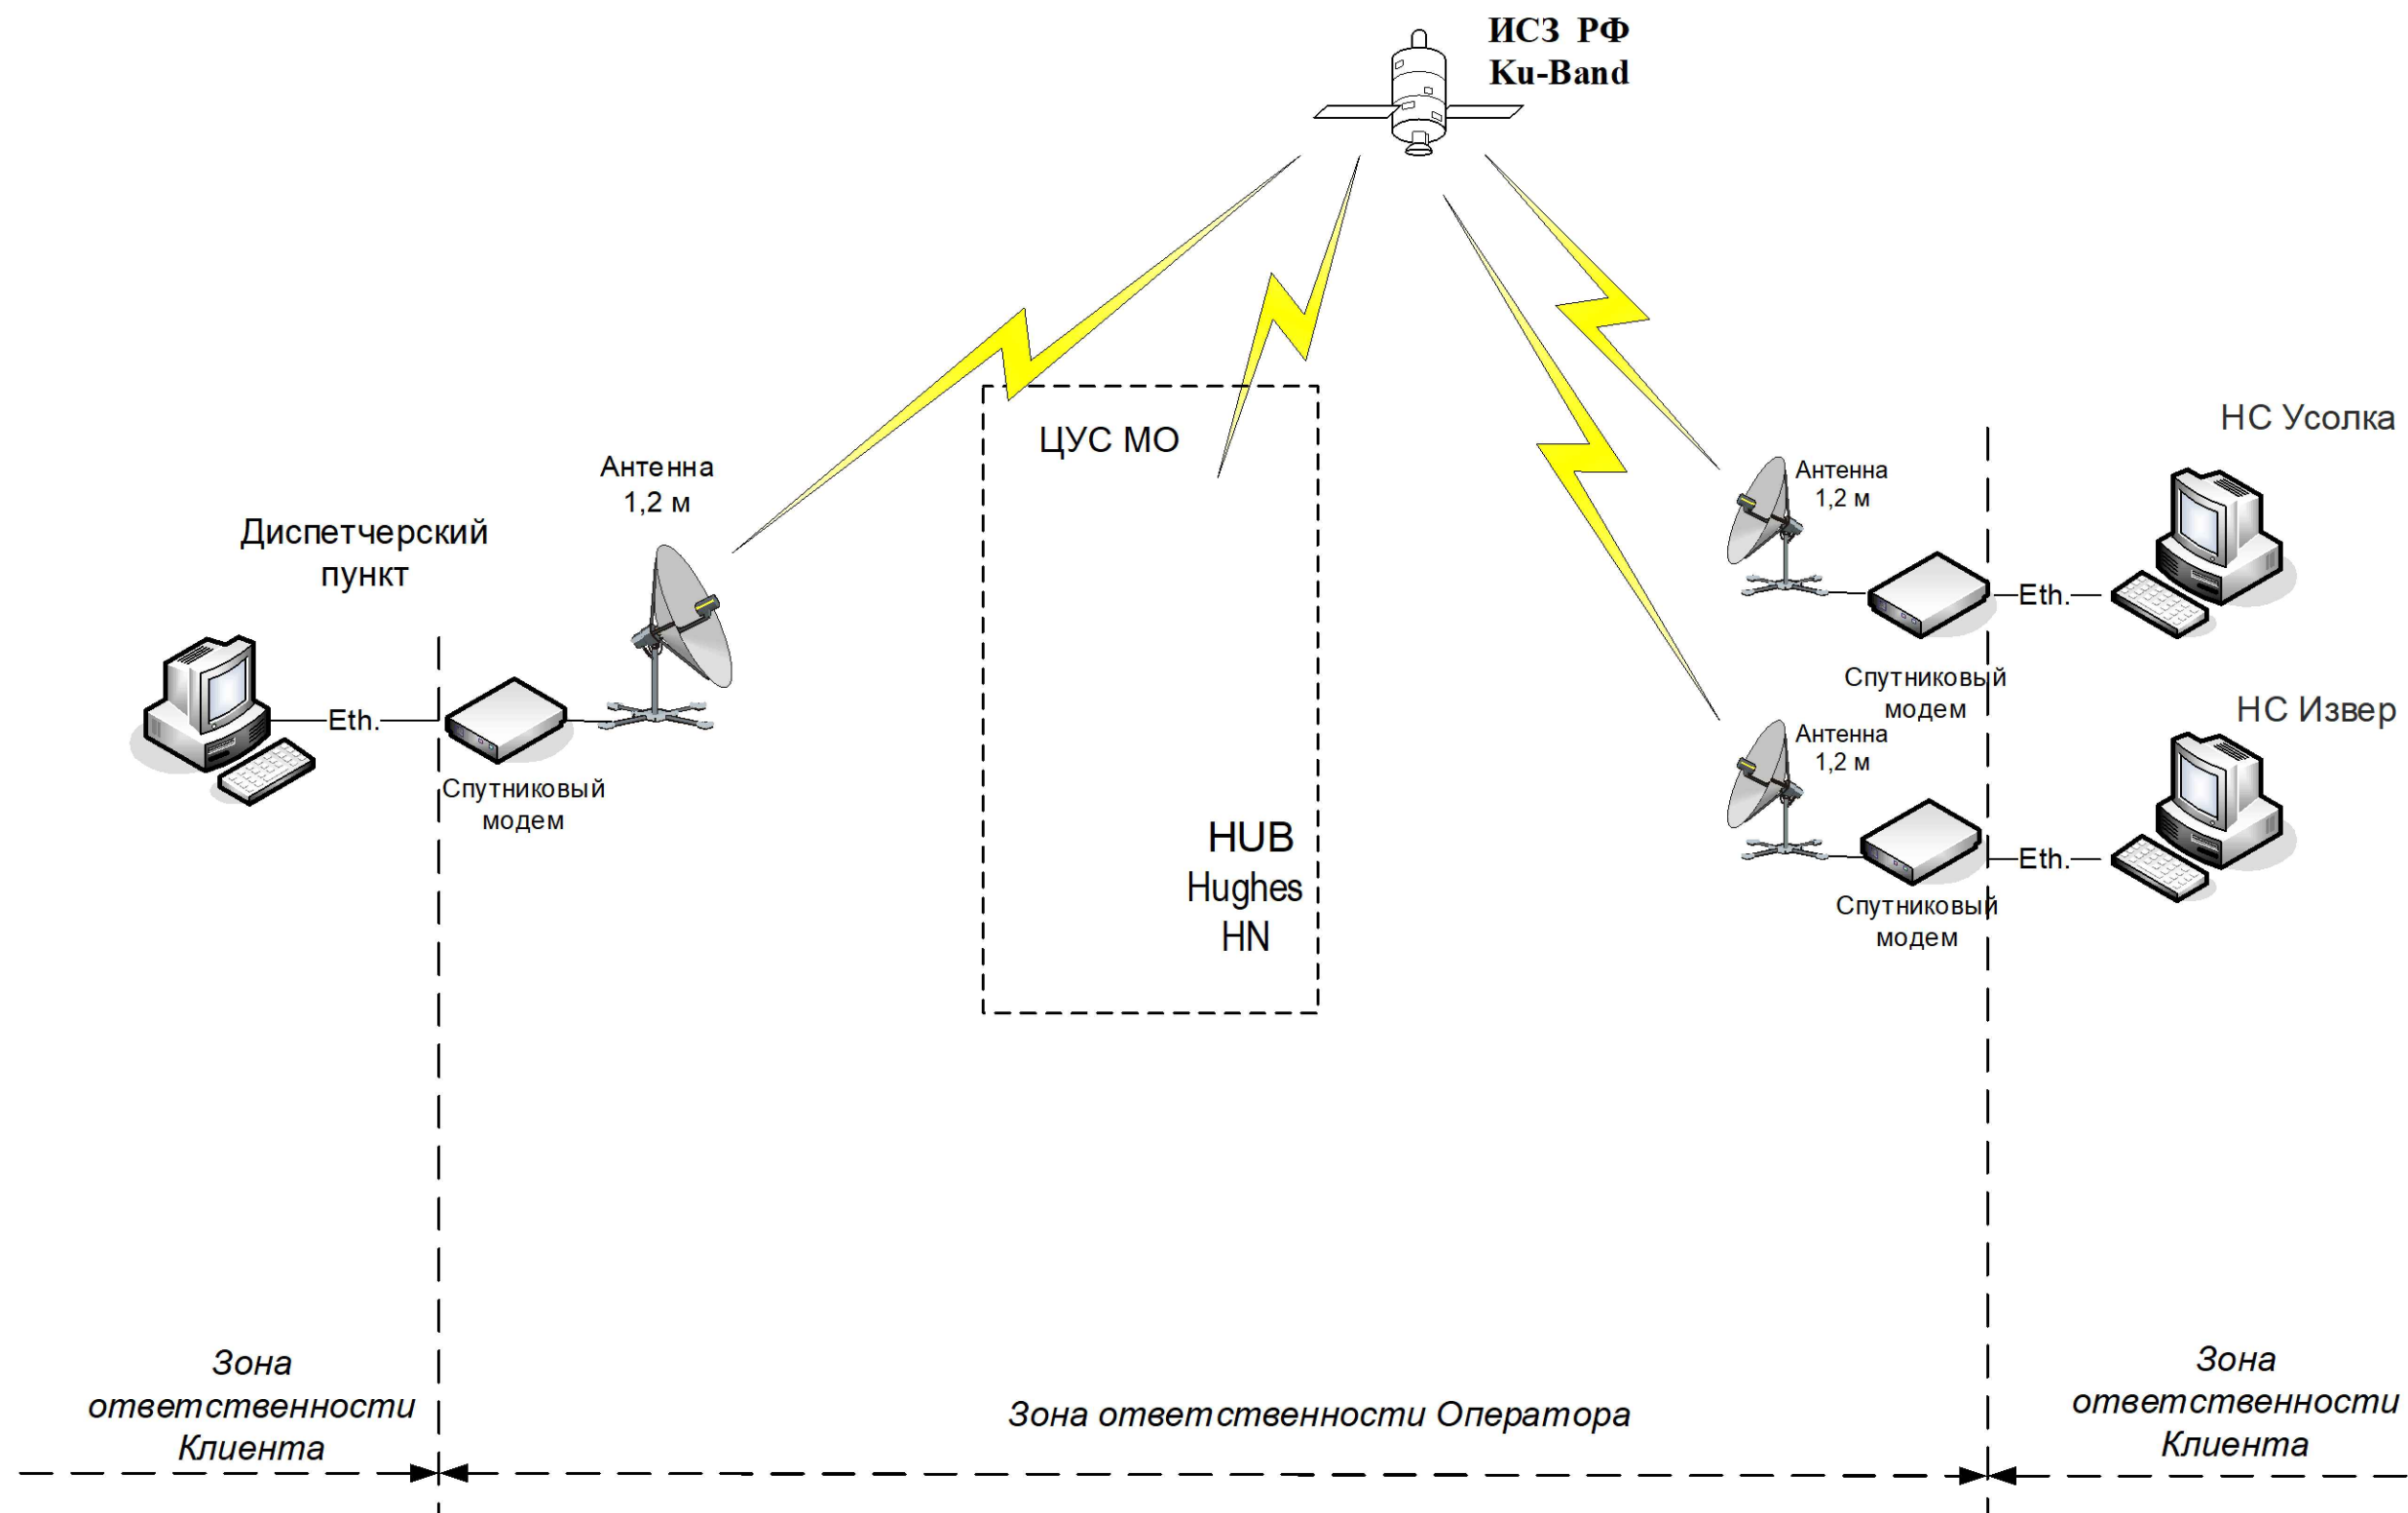 ИСЗ РФ
Ku-Band
ЦУС МО
HUB
Hughes
HN
Диспетчерский
пункт
Антенна
1,2 м
Eth.
Спутниковый
модем
НС Усолка
Антенна
1,2 м
Eth.
Спутниковый
модем
НС Извер
Антенна
1,2 м
Eth.
Спутниковый
модем
Зона
ответственности
Клиента
Зона ответственности Оператора
Зона
ответственности
Клиента